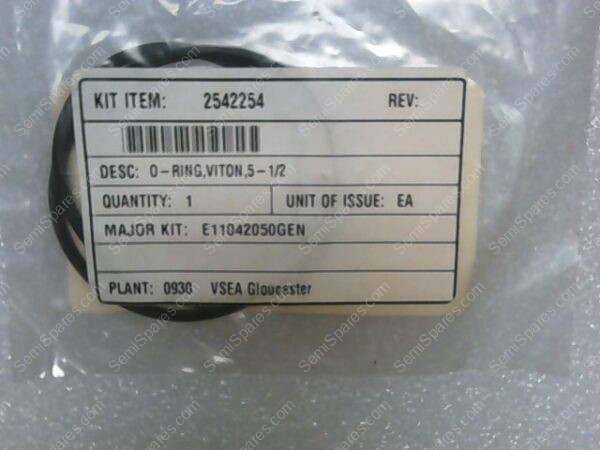 KIT ITEM: 2542254 REV:
DESC: O-RING,VITON,5-1/2
QUANTITY: 1 UNIT OF ISSUE: EA
MAJOR KIT: E11042050GEN
PLANT: 0930 VSEA Gloucester
SemiSpares.com